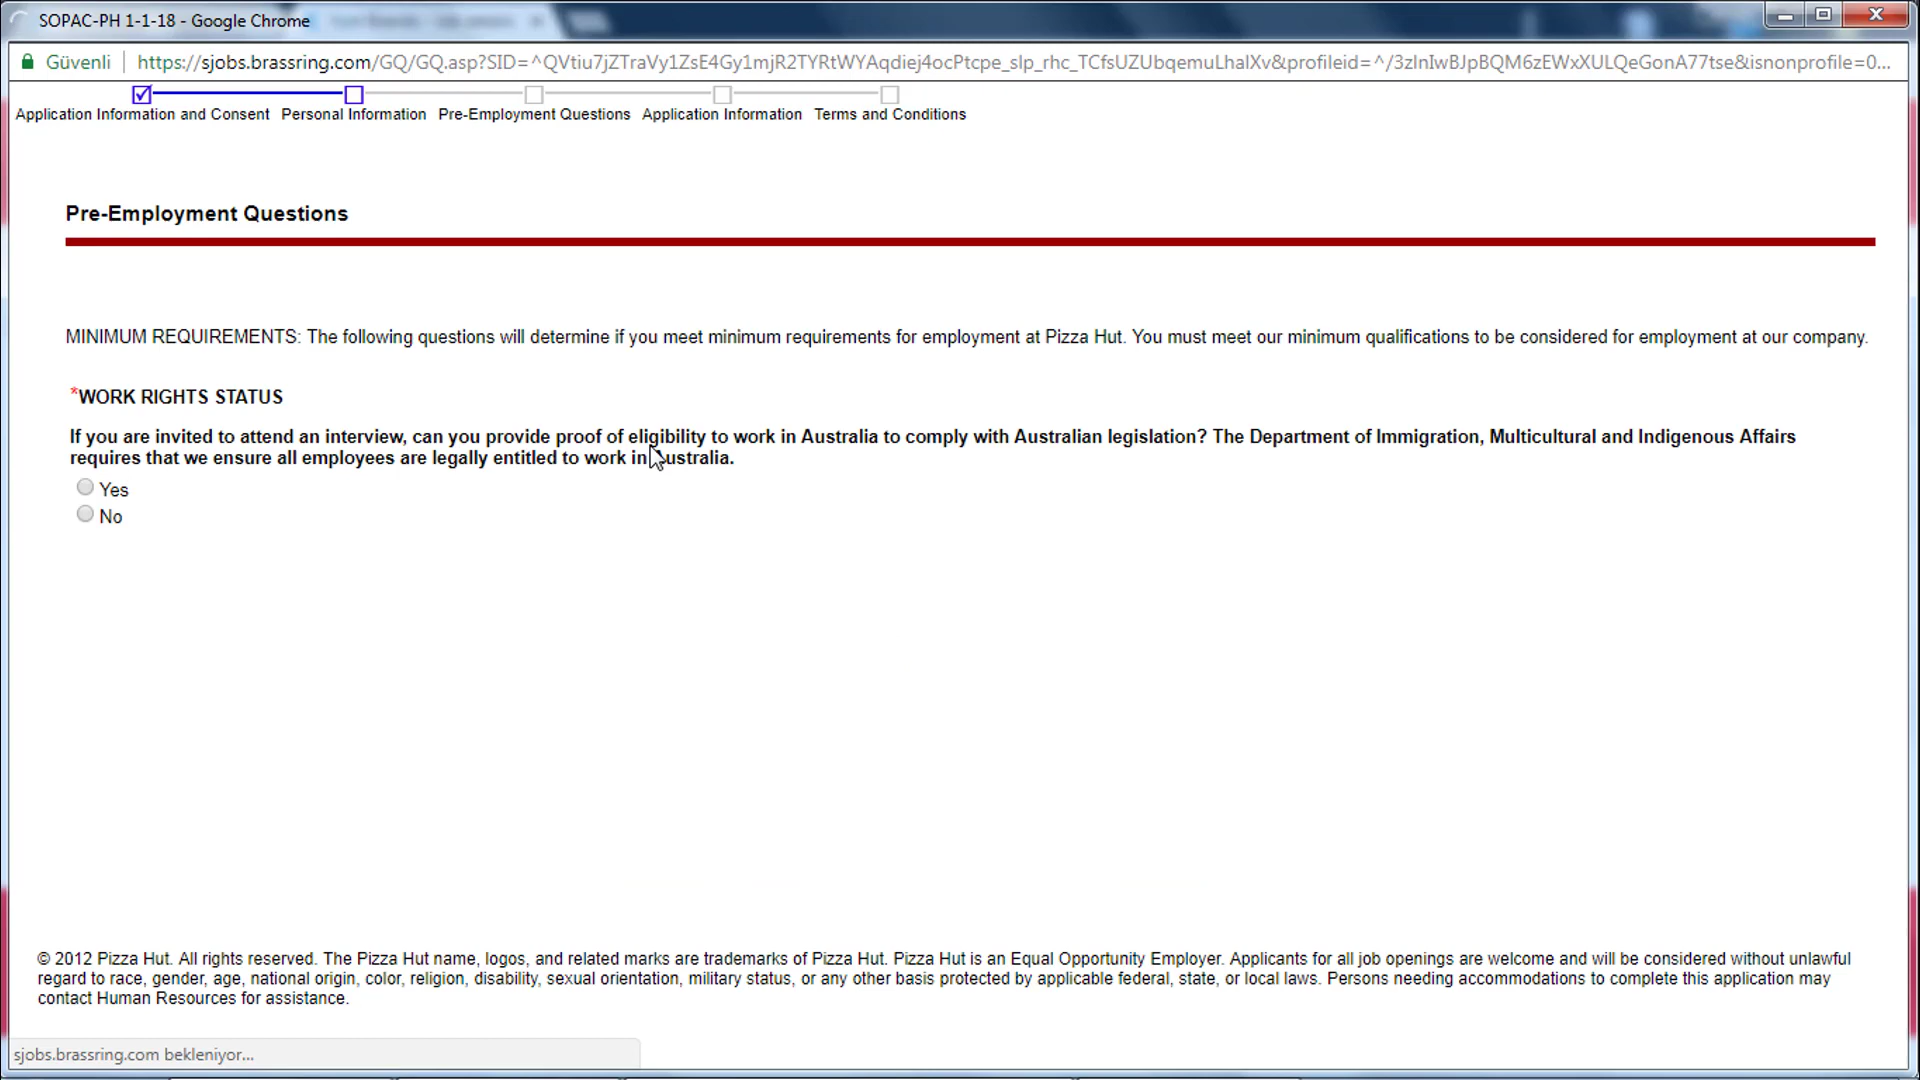 SOPAC-PH 1-1-18 - Google Chrome
Güvenli https://sjobs.brassring.com/GQ/GQ.asp?SID=^QVtiu7jZTraVy1ZsE4Gy1mjR2TYRtWYAqdiej4ocPtcpe_slp_rhc_TCfsUZUbqemuLhalXv&profileid=^/3zlnIwBJpBQM6zEWxXULQeGonA77tse&isnonprofile=0...
Application Information and Consent Personal Information Pre-Employment Questions Application Information Terms and Conditions
Pre-Employment Questions
MINIMUM REQUIREMENTS: The following questions will determine if you meet minimum requirements for employment at Pizza Hut. You must meet our minimum qualifications to be considered for employment at our company.
*WORK RIGHTS STATUS
If you are invited to attend an interview, can you provide proof of eligibility to work in Australia to comply with Australian legislation? The Department of Immigration, Multicultural and Indigenous Affairs
requires that we ensure all employees are legally entitled to work in Australia.
Yes
No
© 2012 Pizza Hut. All rights reserved. The Pizza Hut name, logos, and related marks are trademarks of Pizza Hut. Pizza Hut is an Equal Opportunity Employer. Applicants for all job openings are welcome and will be considered without unlawful
regard to race, gender, age, national origin, color, religion, disability, sexual orientation, military status, or any other basis protected by applicable federal, state, or local laws. Persons needing accommodations to complete this application may
contact Human Resources for assistance.
sjobs.brassring.com bekleniyor...